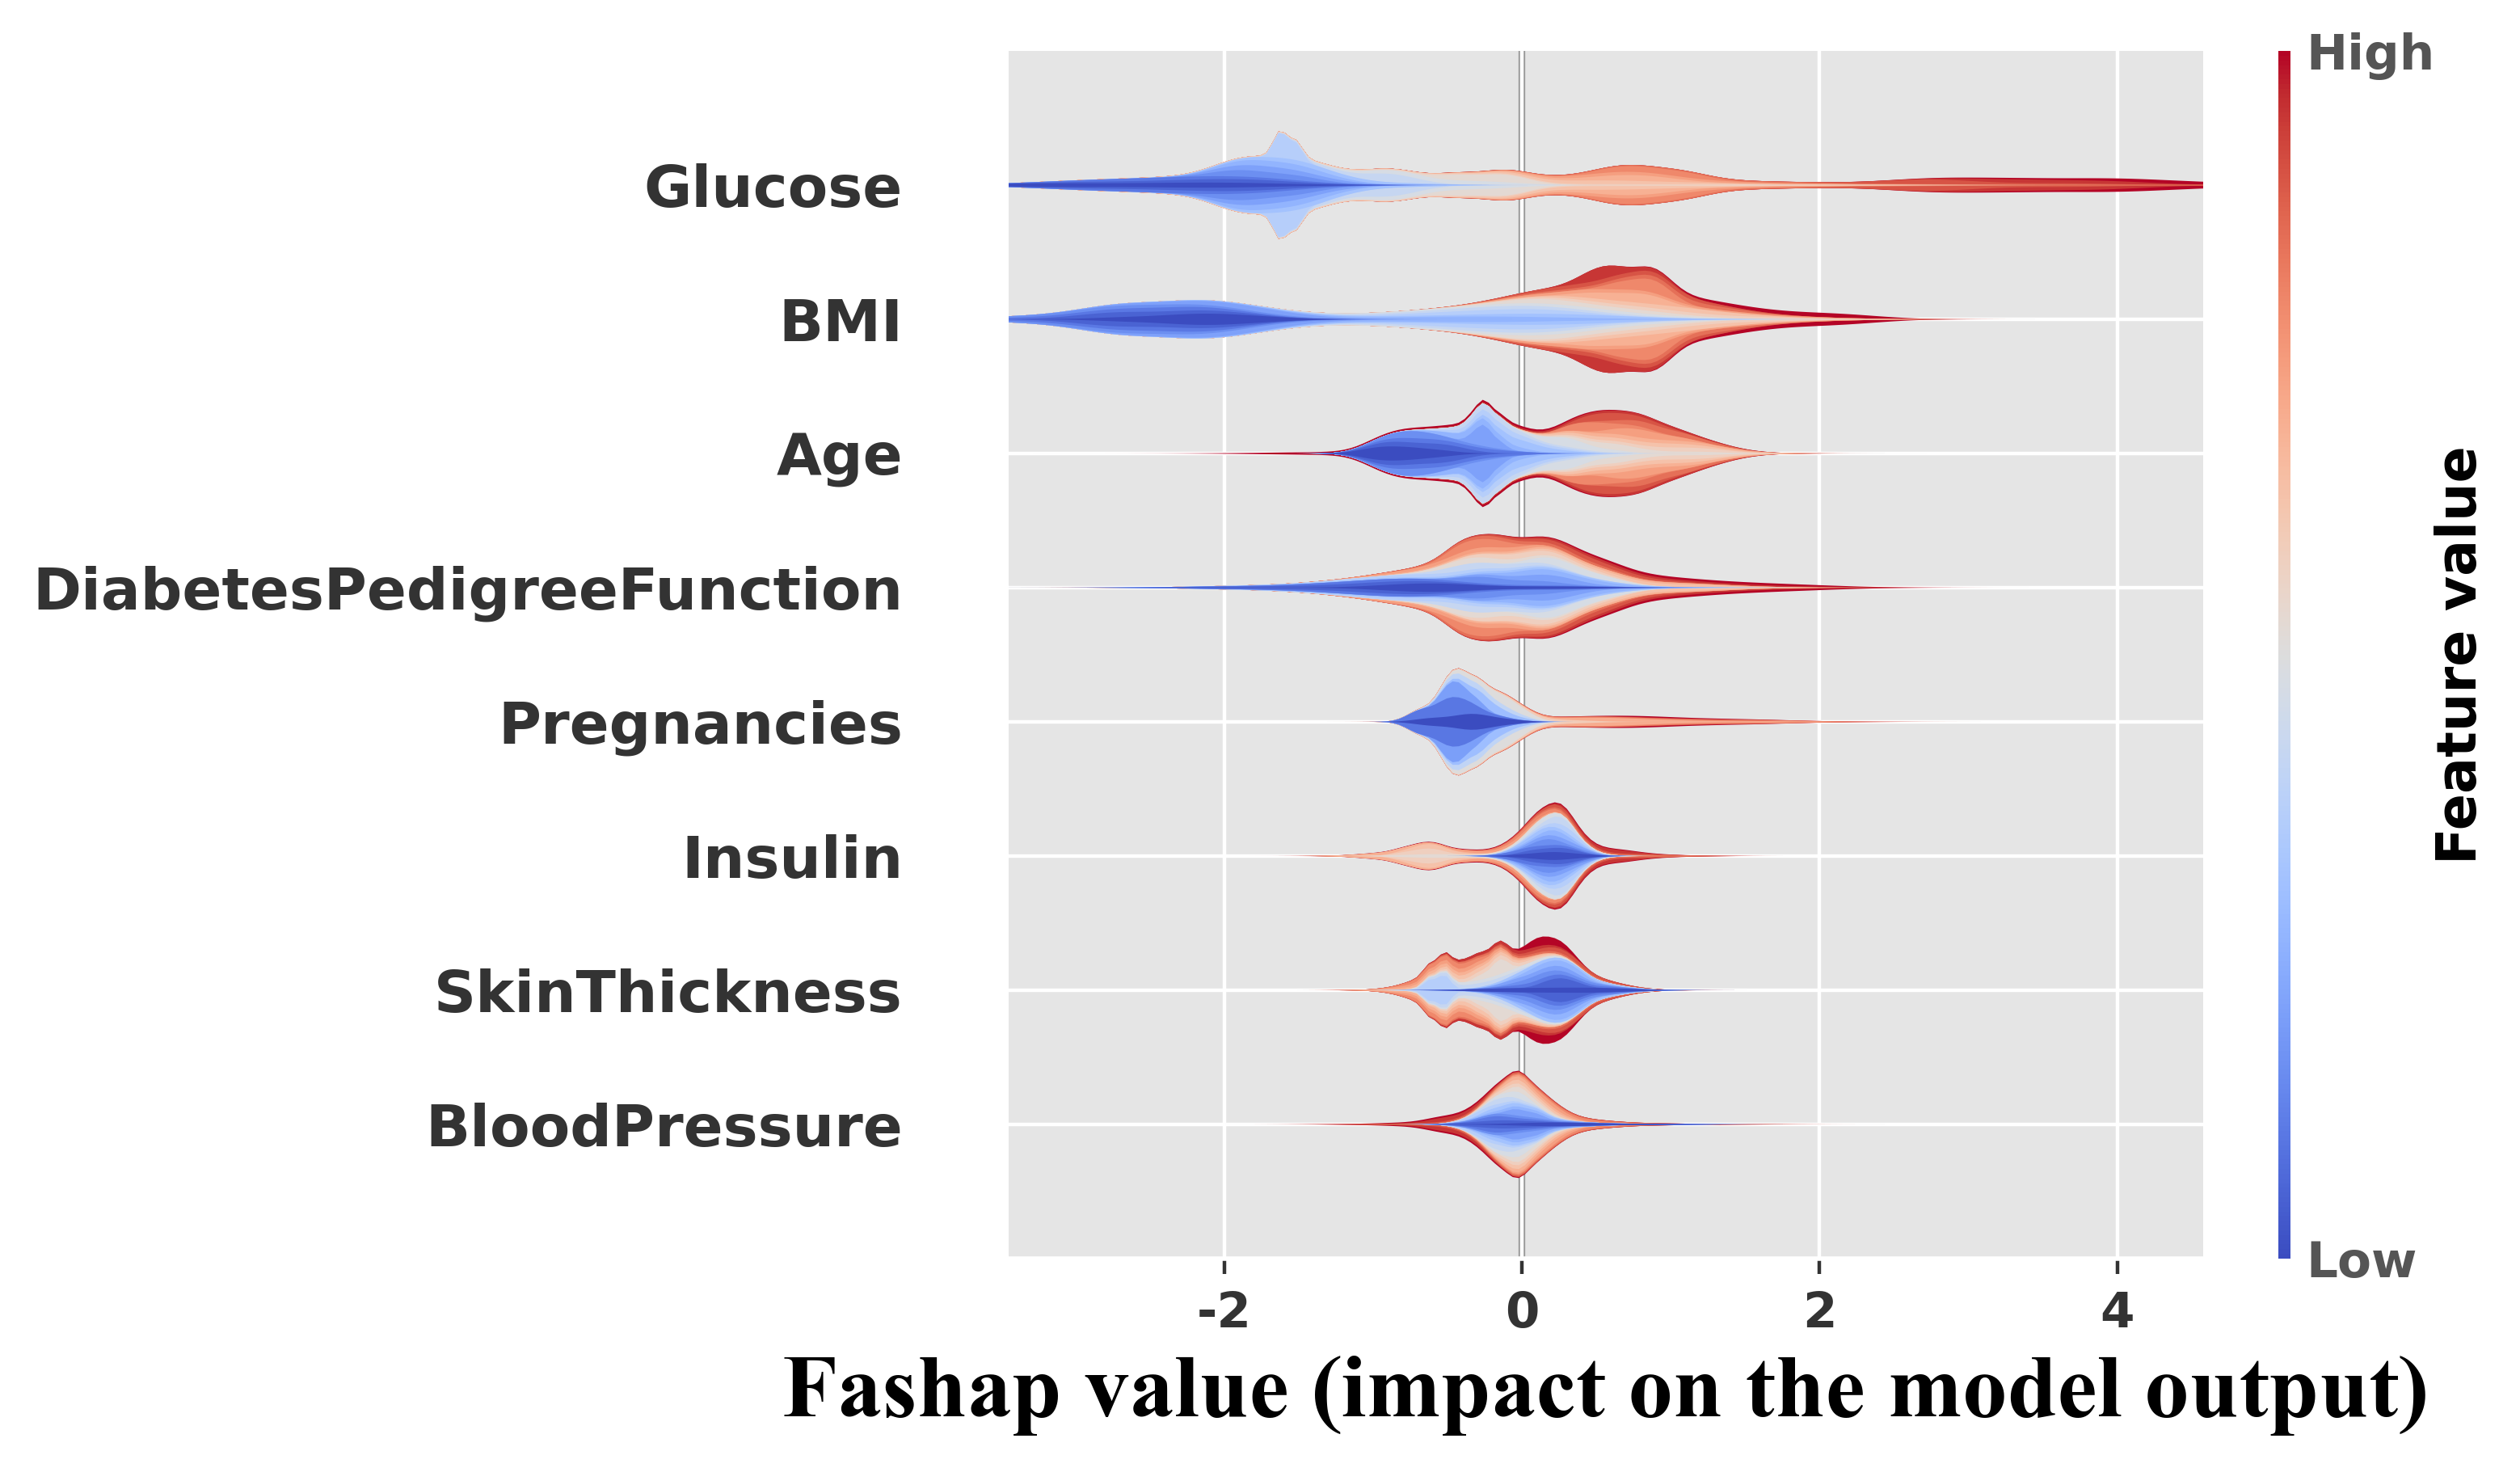 High
Glucose
BMI
Age
DiabetesPedigreeFunction
Pregnancies
Insulin
SkinThickness
BloodPressure
Feature value
Low
-2 0 2 4
Fashap value (impact on the model output)